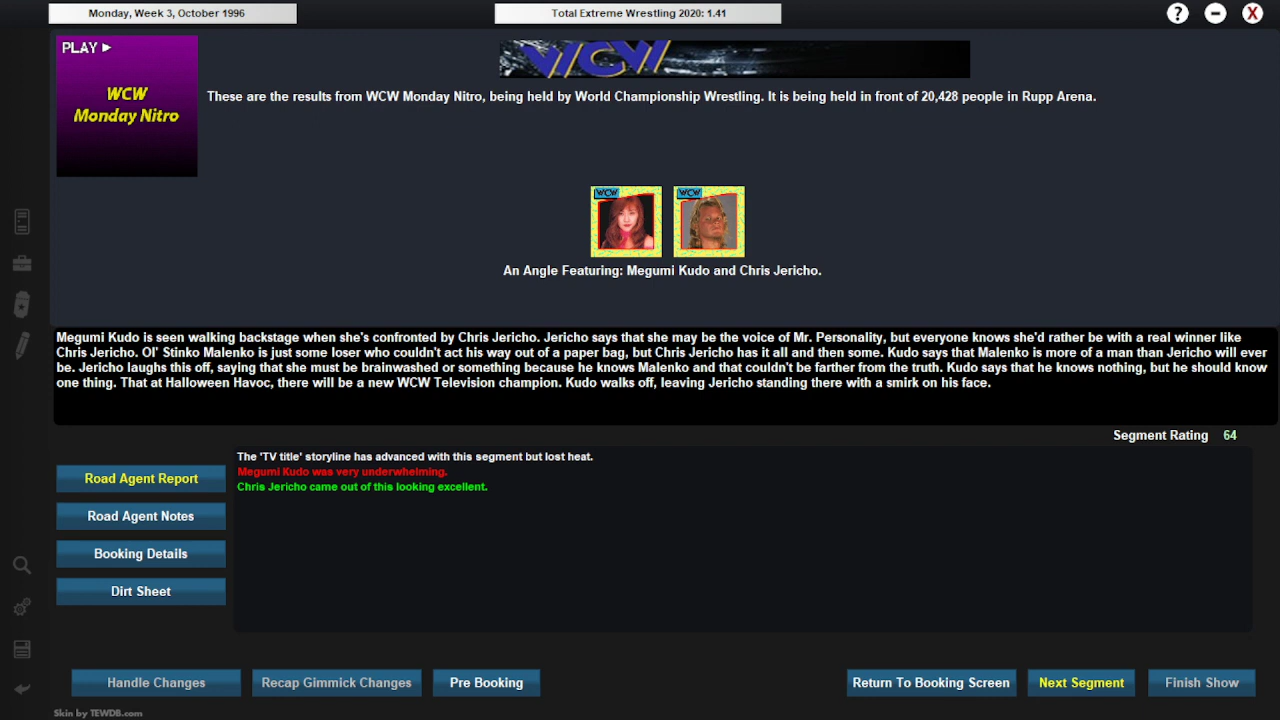 Monday, Week 3, October 1996
Total Extreme Wrestling 2020: 1.41
?
X
PLAY
WCW
Monday Nitro
WCW
These are the results from WCW Monday Nitro, being held by World Championship Wrestling. It is being held in front of 20,428 people in Rupp Arena.
WCW
WCW
An Angle Featuring: Megumi Kudo and Chris Jericho.
Megumi Kudo is seen walking backstage when she's confronted by Chris Jericho. Jericho says that she may be the voice of Mr. Personality, but everyone knows she'd rather be with a real winner like
Chris Jericho. Ol' Stinko Malenko is just some loser who couldn't act his way out of a paper bag, but Chris Jericho has it all and then some. Kudo says that Malenko is more of a man than Jericho will ever
be. Jericho laughs this off, saying that she must be brainwashed or something because he knows Malenko and that couldn't be farther from the truth. Kudo says that he knows nothing, but he should know
one thing. That at Halloween Havoc, there will be a new WCW Television champion. Kudo walks off, leaving Jericho standing there with a smirk on his face.
Segment Rating 64
The 'TV title' storyline has advanced with this segment but lost heat.
Megumi Kudo was very underwhelming.
Chris Jericho came out of this looking excellent.
Road Agent Report
Road Agent Notes
Booking Details
Dirt Sheet
Handle Changes
Recap Gimmick Changes
Pre Booking
Return To Booking Screen
Next Segment
Finish Show
Skin by TEWDB.com